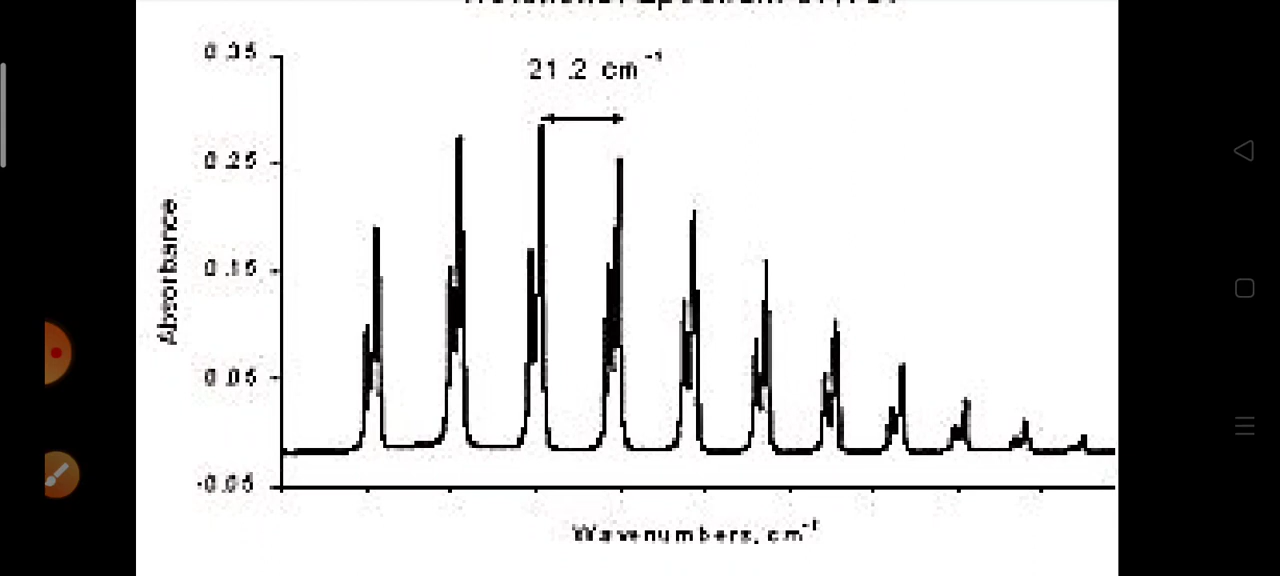 0.35
21.2 cm⁻¹
0.25
Absorbance
0.15
0.05
-0.05
Wavenumbers, cm⁻¹